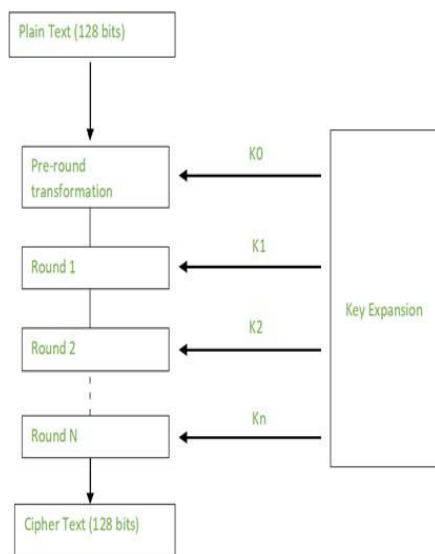 Plain Text (128 bits)
Pre-round
transformation
K0
Round 1
K1
Round 2
K2
Key Expansion
Round N
Kn
Cipher Text (128 bits)